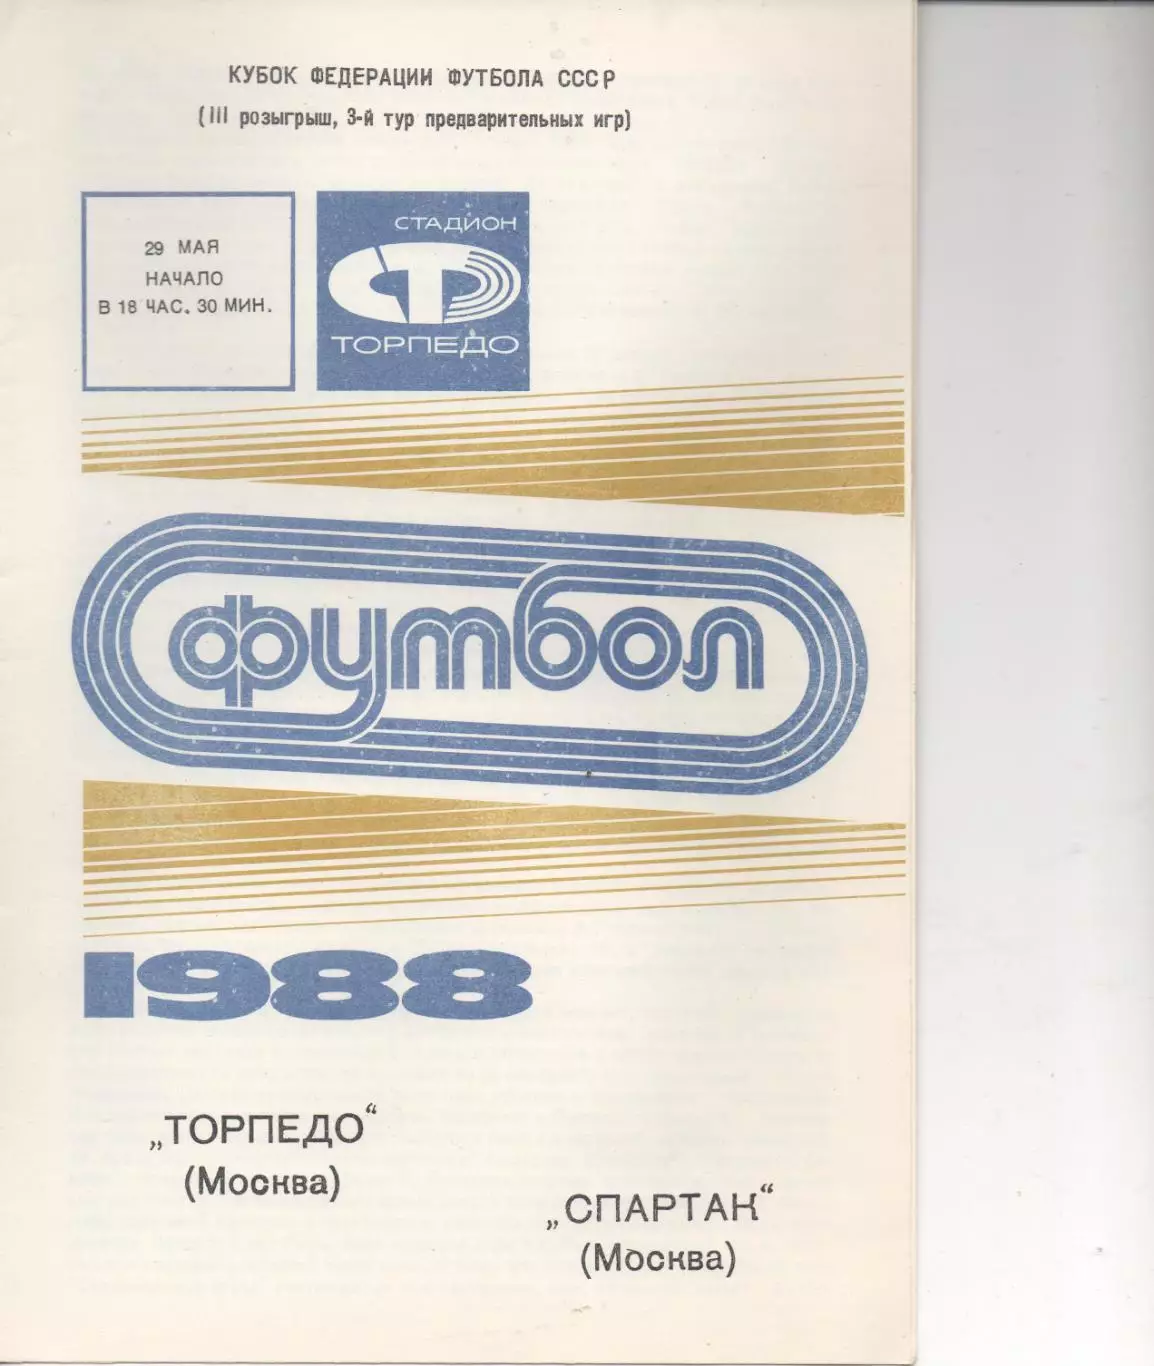 КУБОК ФЕДЕРАЦИИ ФУТБОЛА СССР
(III розыгрыш, 3-й тур предварительных игр)
29 МАЯ
НАЧАЛО
В 18 ЧАС. 30 МИН.
СТАДИОН
ТОРПЕДО
футбол
1988
„ТОРПЕДО“
(Москва)
„СПАРТАК“
(Москва)